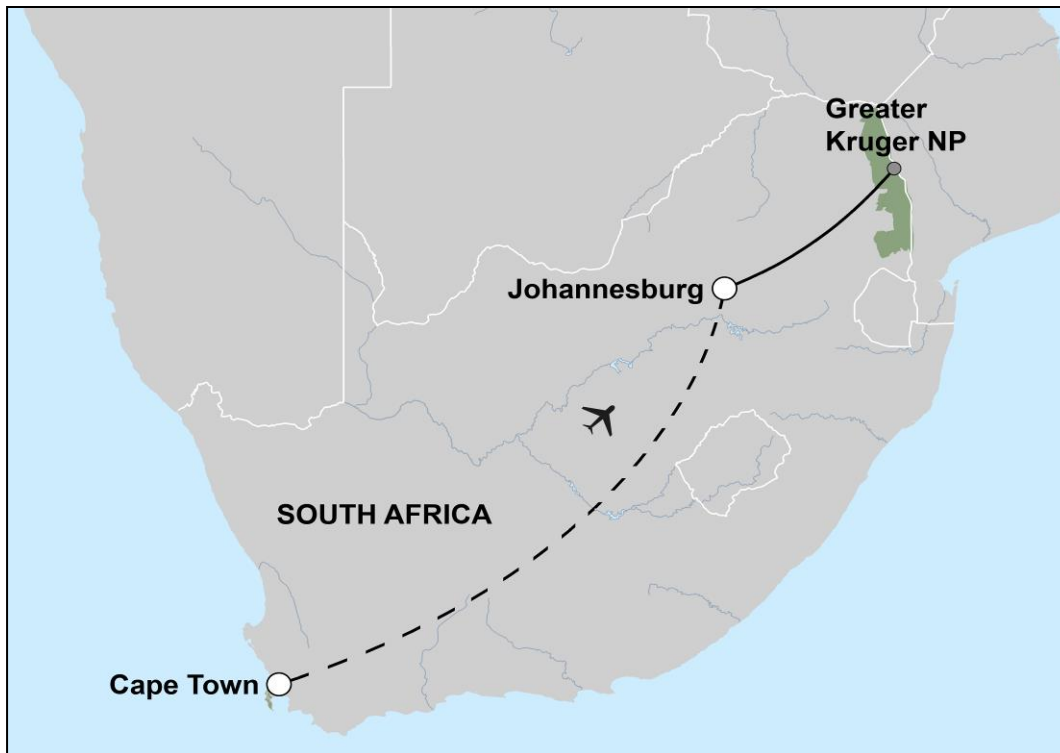 Greater
Kruger NP
Johannesburg
SOUTH AFRICA
Cape Town